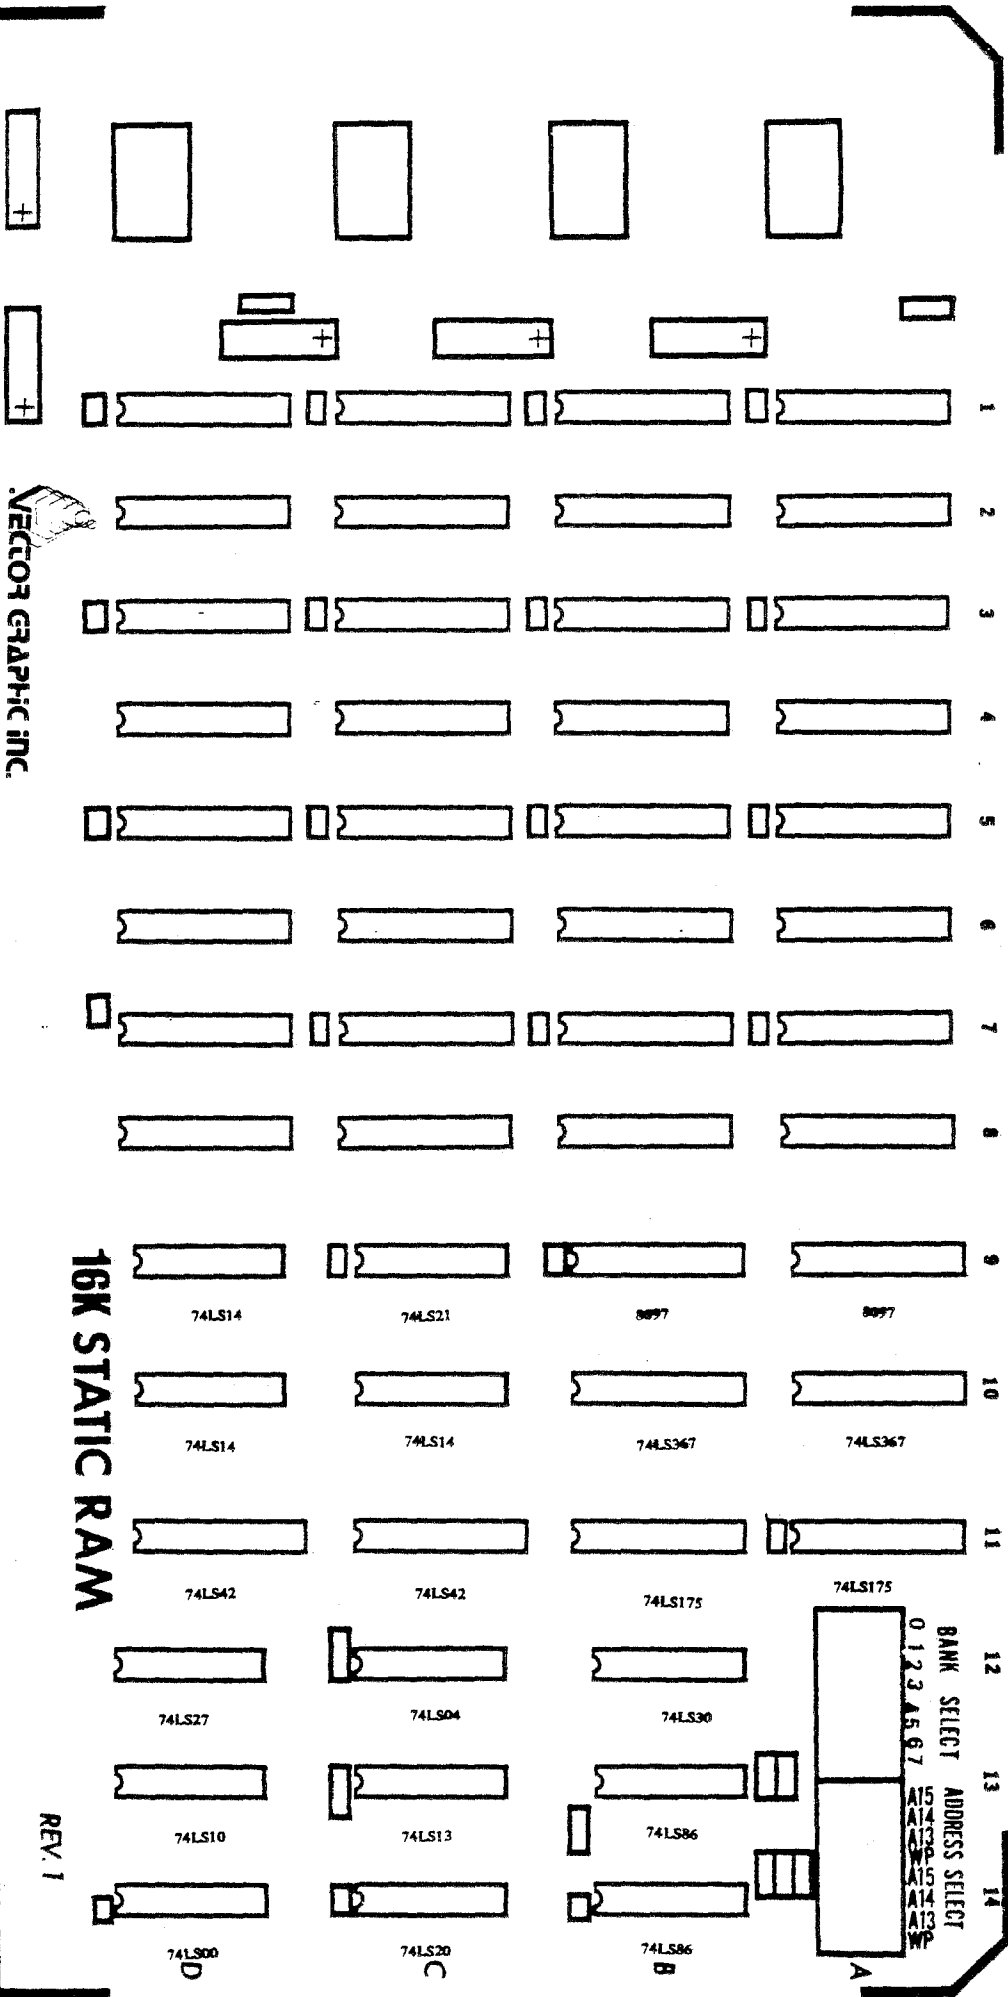 1
2
3
4
5
6
7
8
9
10
11
12
13
14
VECTOR GRAPHIC INC.
16K STATIC RAM
REV. 1
74LS14 74LS21 8097 8097
74LS14 74LS14 74LS367 74LS367
74LS42 74LS42 74LS175 74LS175
74LS27 74LS04 74LS30
74LS10 74LS13 74LS86
74LS00 74LS20 74LS86
BANK SELECT ADDRESS SELECT
0 1 2 3 4 5 6 7 A15 A14 A13 WP A15 A14 A13 WP
D C B A